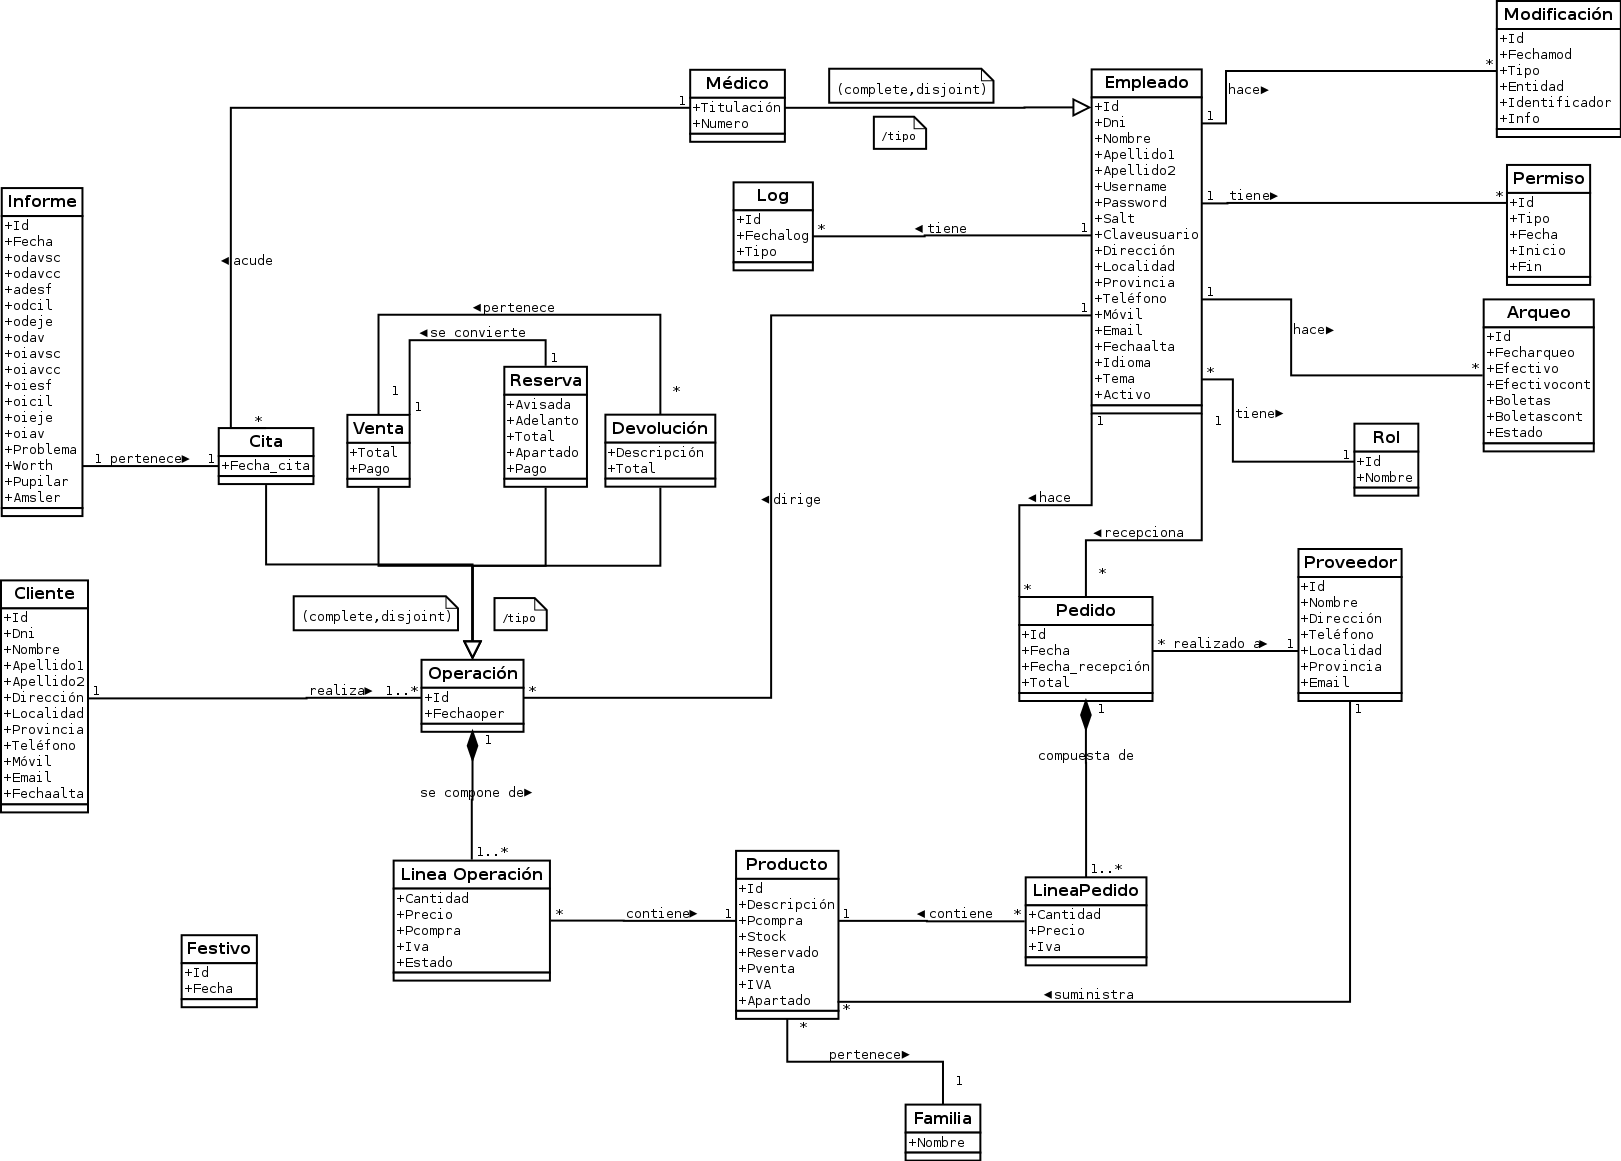 Modificación
+Id
+Fechamod
+Tipo
+Entidad
+Identificador
+Info
Médico
+Titulación
+Numero
(complete,disjoint)
/tipo
Empleado
+Id
+Dni
+Nombre
+Apellido1
+Apellido2
+Username
+Password
+Salt
+Claveusuario
+Dirección
+Localidad
+Provincia
+Teléfono
+Móvil
+Email
+Fechaalta
+Idioma
+Tema
+Activo
1
hace►
*
1
Permiso
+Id
+Tipo
+Fecha
+Inicio
+Fin
1
tiene►
*
Log
+Id
+Fechalog
+Tipo
*
◄tiene
1
Informe
+Id
+Fecha
+odavsc
+odavcc
+adesf
+odcil
+odeje
+odav
+oiavsc
+oiavcc
+oiesf
+oicil
+oieje
+oiav
+Problema
+Worth
+Pupilar
+Amsler
◄acude
*
1 pertenece► 1
Cita
+Fecha_cita
◄pertenece
◄se convierte
1
1
1
*
Venta
+Total
+Pago
Reserva
+Avisada
+Adelanto
+Total
+Apartado
+Pago
Devolución
+Descripción
+Total
1
◄dirige
*
1
hace►
*
Arqueo
+Id
+Fecharqueo
+Efectivo
+Efectivocont
+Boletas
+Boletascont
+Estado
*
tiene►
1
Rol
+Id
+Nombre
1
◄hace
*
1
◄recepciona
*
Cliente
+Id
+Dni
+Nombre
+Apellido1
+Apellido2
+Dirección
+Localidad
+Provincia
+Teléfono
+Móvil
+Email
+Fechaalta
(complete,disjoint)
/tipo
1
realiza►
1..*
Operación
+Id
+Fechaoper
1
se compone de►
1..*
Pedido
+Id
+Fecha
+Fecha_recepción
+Total
* realizado a► 1
Proveedor
+Id
+Nombre
+Dirección
+Teléfono
+Localidad
+Provincia
+Email
1
1
compuesta de
1..*
Linea Operación
+Cantidad
+Precio
+Pcompra
+Iva
+Estado
*
contiene►
1
Producto
+Id
+Descripción
+Pcompra
+Stock
+Reservado
+Pventa
+IVA
+Apartado
1
◄contiene
*
LineaPedido
+Cantidad
+Precio
+Iva
◄suministra
*
Festivo
+Id
+Fecha
*
pertenece►
1
Familia
+Nombre